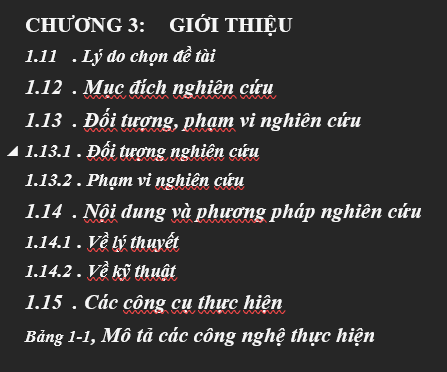 CHƯƠNG 3: GIỚI THIỆU
1.11 . Lý do chọn đề tài
1.12 . Mục đích nghiên cứu
1.13 . Đối tượng, phạm vi nghiên cứu
1.13.1 . Đối tượng nghiên cứu
1.13.2 . Phạm vi nghiên cứu
1.14 . Nội dung và phương pháp nghiên cứu
1.14.1 . Về lý thuyết
1.14.2 . Về kỹ thuật
1.15 . Các công cụ thực hiện
Bảng 1-1, Mô tả các công nghệ thực hiện